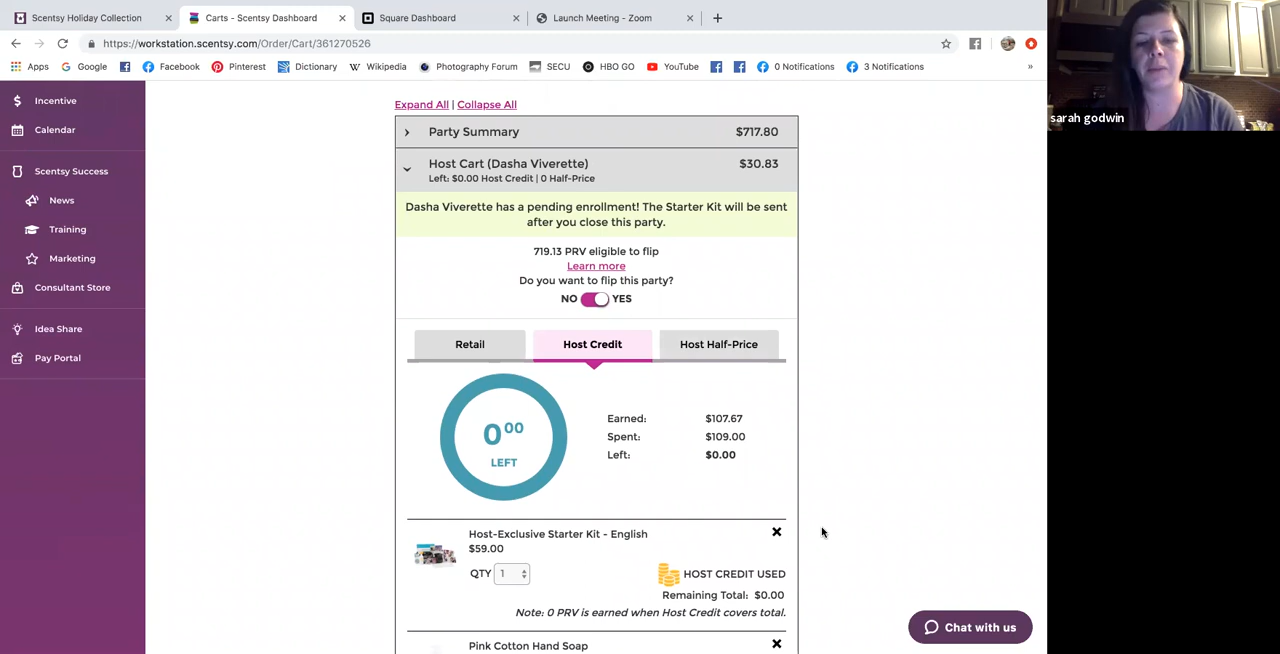 Scentsy Holiday Collection
Carts - Scentsy Dashboard
Square Dashboard
Launch Meeting - Zoom
https://workstation.scentsy.com/Order/Cart/361270526
Apps
Google
Facebook
Pinterest
Dictionary
Wikipedia
Photography Forum
SECU
HBO GO
YouTube
0 Notifications
3 Notifications
»
sarah godwin
Incentive
Calendar
Scentsy Success
News
Training
Marketing
Consultant Store
Idea Share
Pay Portal
Expand All | Collapse All
Party Summary $717.80
Host Cart (Dasha Viverette) $30.83
Left: $0.00 Host Credit | 0 Half-Price
Dasha Viverette has a pending enrollment! The Starter Kit will be sent
after you close this party.
719.13 PRV eligible to flip
Learn more
Do you want to flip this party?
NO YES
Retail Host Credit Host Half-Price
0 00
LEFT
Earned: $107.67
Spent: $109.00
Left: $0.00
Host-Exclusive Starter Kit - English
$59.00
QTY 1
HOST CREDIT USED
Remaining Total: $0.00
Note: 0 PRV is earned when Host Credit covers total.
Pink Cotton Hand Soap
Chat with us